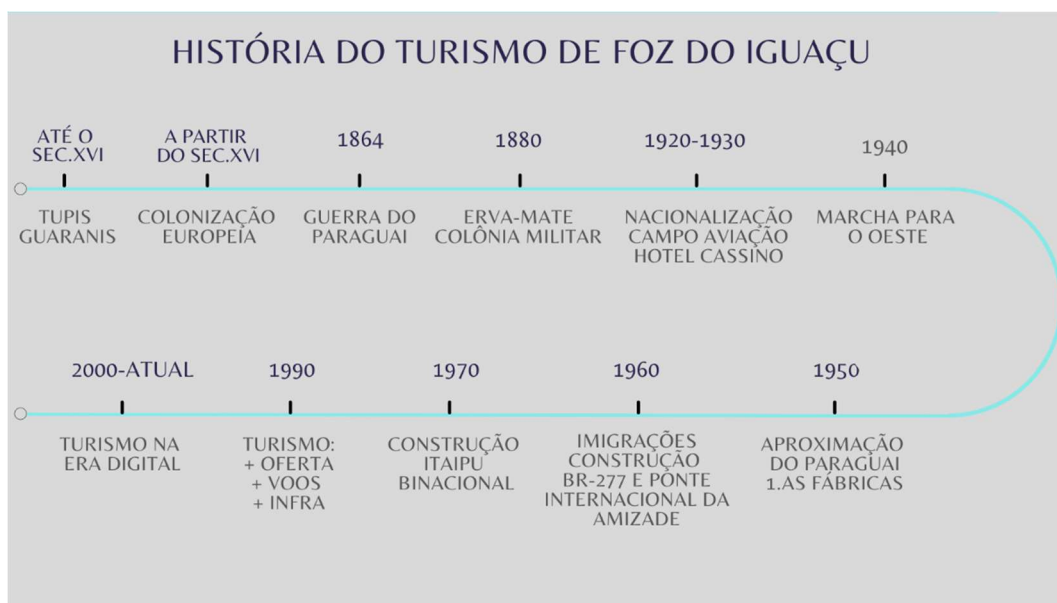 HISTÓRIA DO TURISMO DE FOZ DO IGUAÇU
ATÉ O
SEC.XVI
TUPIS
GUARANIS
A PARTIR
DO SEC.XVI
COLONIZAÇÃO
EUROPEIA
1864
GUERRA DO
PARAGUAI
1880
ERVA-MATE
COLÔNIA MILITAR
1920-1930
NACIONALIZAÇÃO
CAMPO AVIAÇÃO
HOTEL CASSINO
1940
MARCHA PARA
O OESTE
1950
APROXIMAÇÃO
DO PARAGUAI
1.AS FÁBRICAS
1960
IMIGRAÇÕES
CONSTRUÇÃO
BR-277 E PONTE
INTERNACIONAL DA
AMIZADE
1970
CONSTRUÇÃO
ITAIPU
BINACIONAL
1990
TURISMO:
+ OFERTA
+ VOOS
+ INFRA
2000-ATUAL
TURISMO NA
ERA DIGITAL